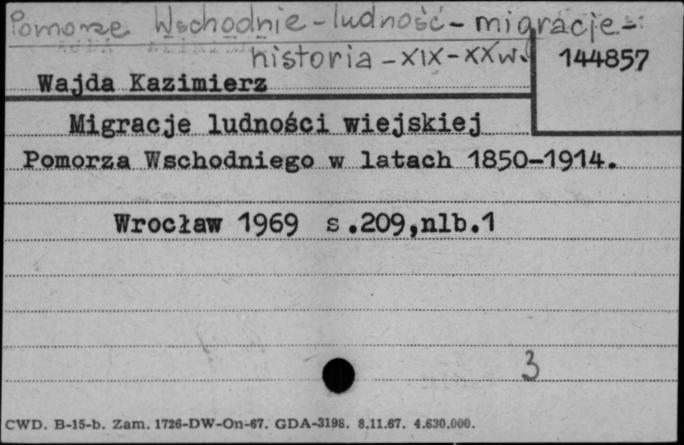 Pomorze Wschodnie - ludność - migracje -
historia - XIX - XX w.
144857
Wajda Kazimierz
Migracje ludności wiejskiej
Pomorza Wschodniego w latach 1850-1914.
Wrocław 1969 s.209,nlb.1
3
CWD. B-15-b. Zam. 1726-DW-On-67. GDA-3198. 8.11.67. 4.630.000.